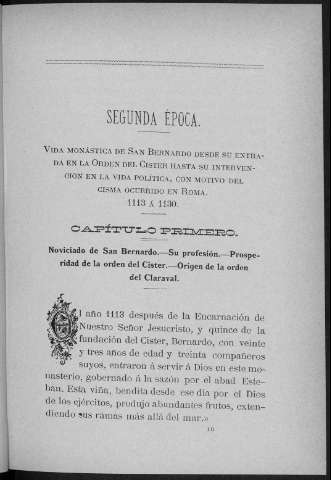 SEGUNDA ÉPOCA.
VIDA MONÁSTICA DE SAN BERNARDO DESDE SU ENTRA-
DA EN LA ORDEN DEL CISTER HASTA SU INTERVEN-
CION EN LA VIDA POLÍTICA, CON MOTIVO DEL
CISMA OCURRIDO EN ROMA.
1113 Á 1130.
CAPÍTULO PRIMERO.
Noviciado de San Bernardo.—Su profesión.—Prospe-
ridad de la orden del Cister.—Origen de la orden
del Claraval.
l año 1113 después de la Encarnación de
Nuestro Señor Jesucristo, y quince de la
fundación del Cister, Bernardo, con veinte
y tres años de edad y treinta compañeros
suyos, entraron á servir á Dios en este mo-
nasterio, gobernado á la sazón por el abad Este-
ban. Esta viña, bendita desde ese día por el Dios
de los ejércitos, produjo abundantes frutos, exten-
diendo sus ramas más allá del mar.»